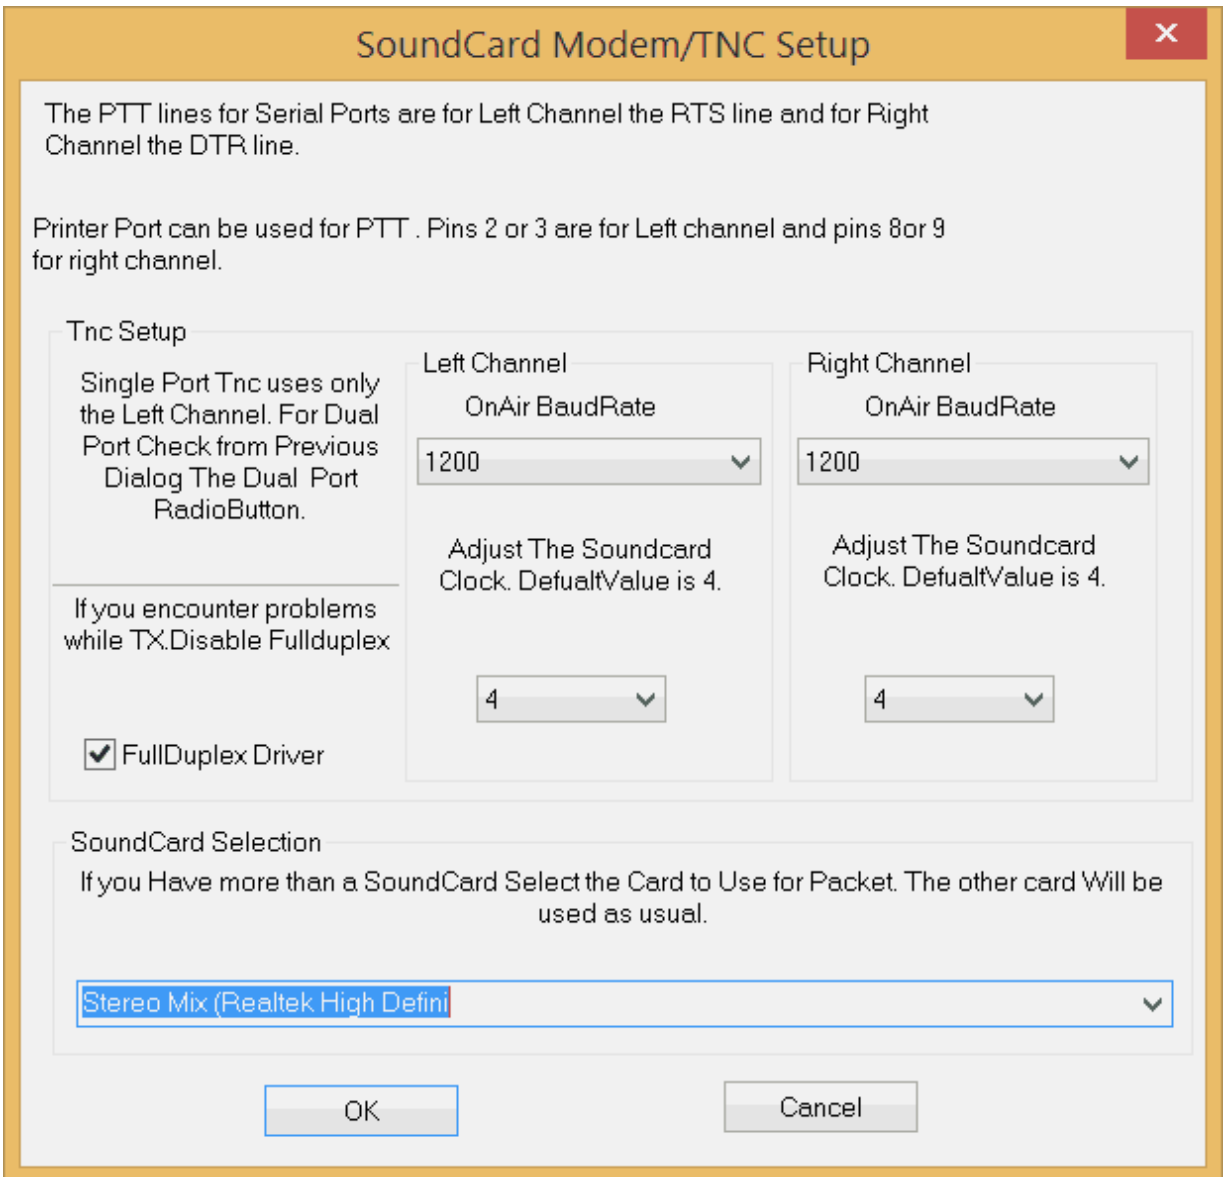 SoundCard Modem/TNC Setup
The PTT lines for Serial Ports are for Left Channel the RTS line and for Right
Channel the DTR line.
Printer Port can be used for PTT . Pins 2 or 3 are for Left channel and pins 8or 9
for right channel.
Tnc Setup
Single Port Tnc uses only
the Left Channel. For Dual
Port Check from Previous
Dialog The Dual Port
RadioButton.
If you encounter problems
while TX.Disable Fullduplex
FullDuplex Driver
Left Channel
OnAir BaudRate
1200
Adjust The Soundcard
Clock. DefualtValue is 4.
4
Right Channel
OnAir BaudRate
1200
Adjust The Soundcard
Clock. DefualtValue is 4.
4
SoundCard Selection
If you Have more than a SoundCard Select the Card to Use for Packet. The other card Will be
used as usual.
Stereo Mix (Realtek High Defini
OK
Cancel